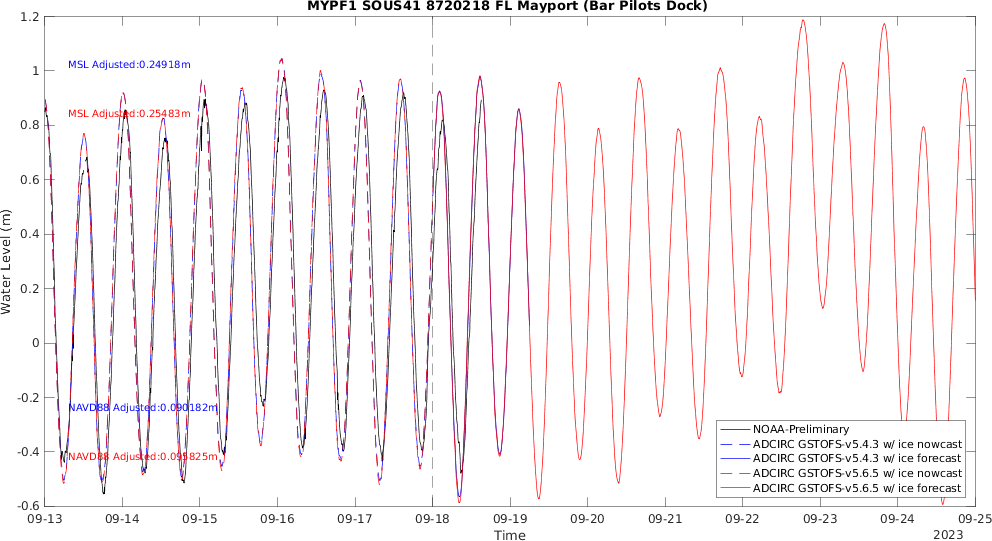 MYPF1 SOUS41 8720218 FL Mayport (Bar Pilots Dock)
1.2
1
0.8
0.6
0.4
0.2
0
-0.2
-0.4
-0.6
Water Level (m)
MSL Adjusted:0.24918m
MSL Adjusted:0.25483m
NAVD88 Adjusted:0.090182m
NAVD88 Adjusted:0.095825m
NOAA-Preliminary
ADCIRC GSTOFS-v5.4.3 w/ ice nowcast
ADCIRC GSTOFS-v5.4.3 w/ ice forecast
ADCIRC GSTOFS-v5.6.5 w/ ice nowcast
ADCIRC GSTOFS-v5.6.5 w/ ice forecast
09-13 09-14 09-15 09-16 09-17 09-18 09-19 09-20 09-21 09-22 09-23 09-24 09-25
Time
2023